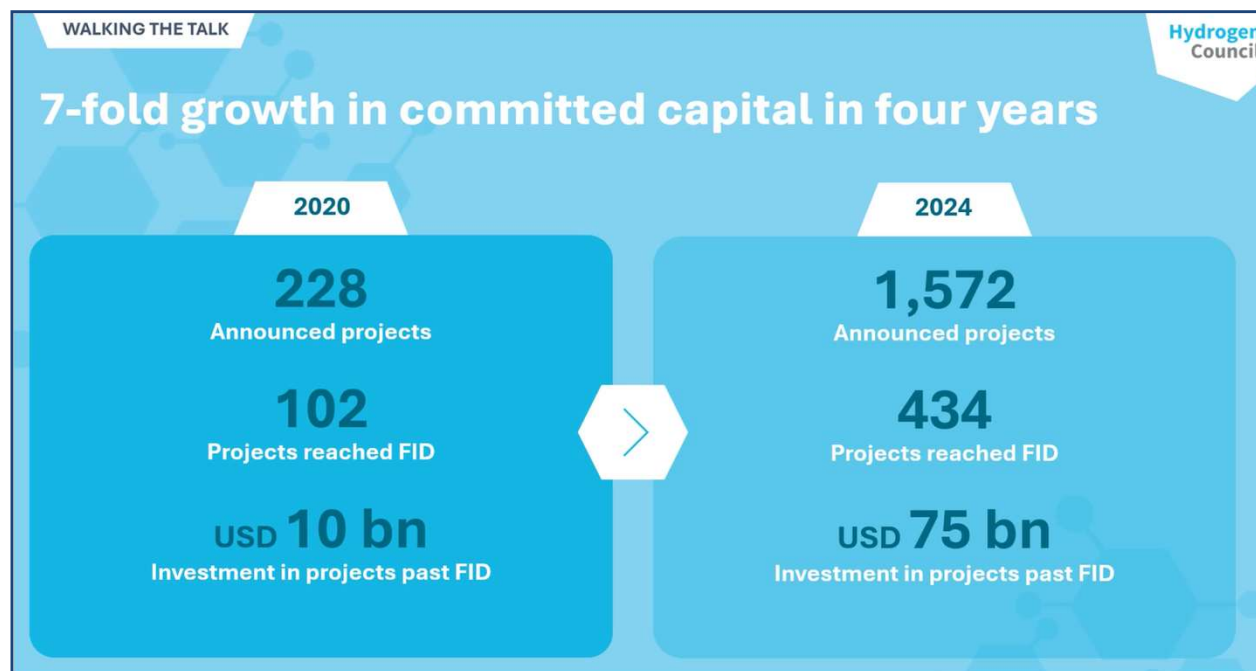 WALKING THE TALK
Hydrogen
Council
7-fold growth in committed capital in four years
2020
228
Announced projects
102
Projects reached FID
USD 10 bn
Investment in projects past FID
2024
1,572
Announced projects
434
Projects reached FID
USD 75 bn
Investment in projects past FID